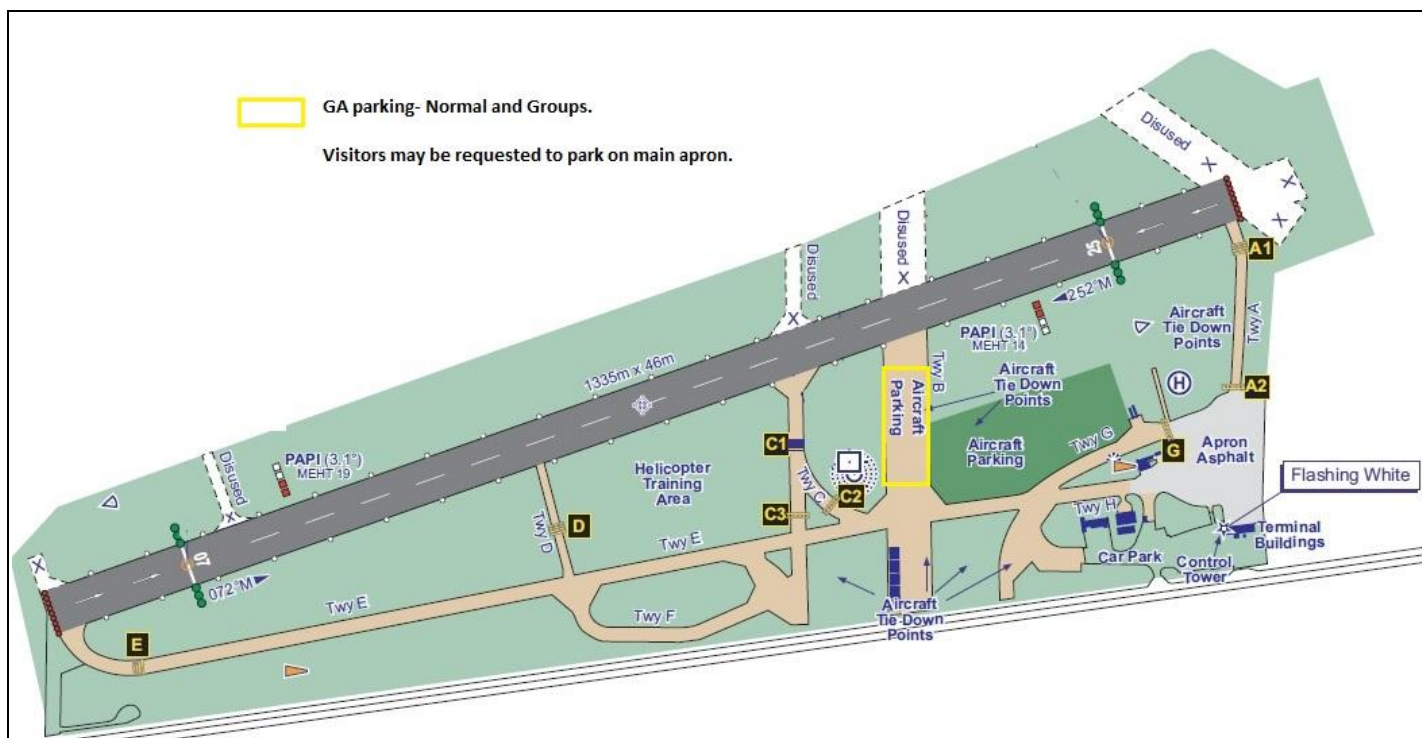 GA parking- Normal and Groups.
Visitors may be requested to park on main apron.
Disused
Disused
Disused
Disused
25
252°M
A1
Twy A
A2
Aircraft
Tie Down
Points
PAPI (3.1°)
MEHT 14
H
1335m x 46m
Twy B
Aircraft
Parking
Aircraft
Tie Down
Points
Aircraft
Parking
Twy G
G
Apron
Asphalt
Flashing White
C1
C2
C3
Twy C
Helicopter
Training
Area
PAPI (3.1°)
MEHT 19
07
072°M
D
Twy D
Twy E
Twy E
E
Twy F
Aircraft
Tie Down
Points
Twy H
Car Park
Control
Tower
Terminal
Buildings